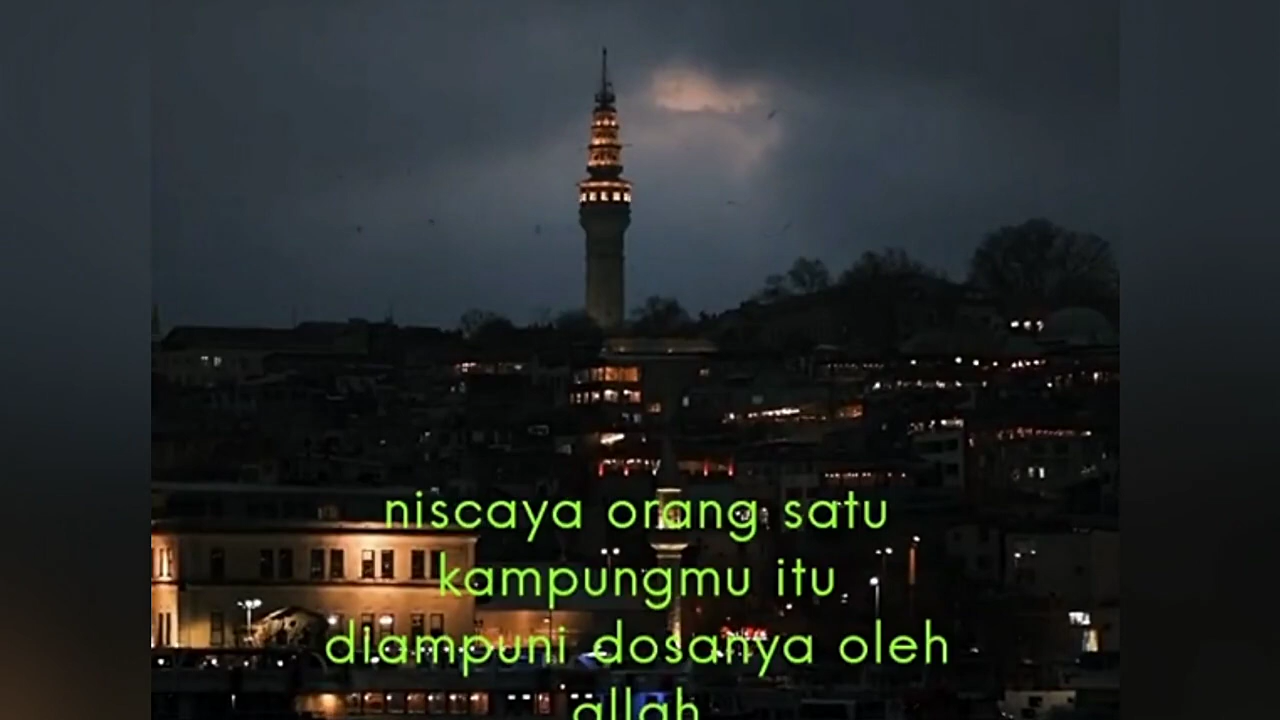 niscaya orang satu
kampungmu itu
diampuni dosanya oleh
allah